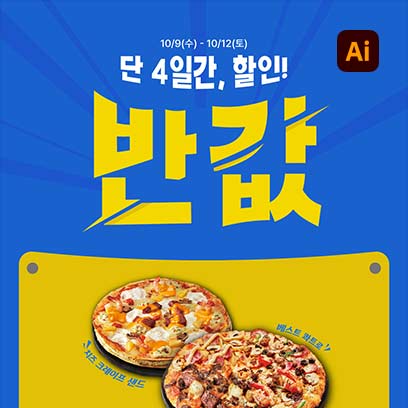 10/9(수) - 10/12(토)
단 4일간, 할인!
Ai
반값
치즈 크레이프 샌드
베스트 콰트로